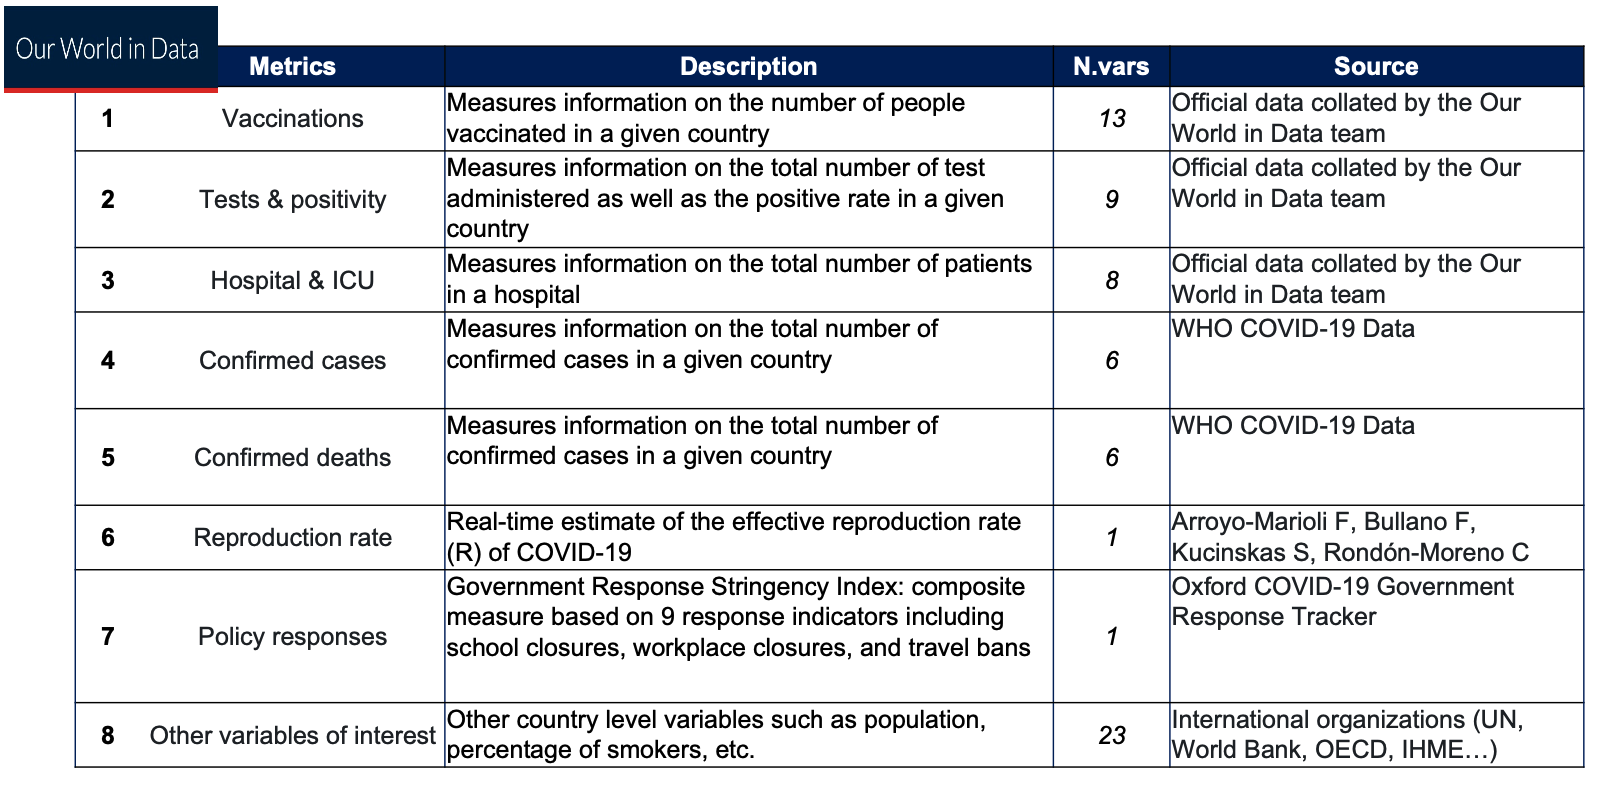 Our World in Data
Metrics Description N.vars Source
1 Vaccinations
Measures information on the number of people
vaccinated in a given country
13
Official data collated by the Our
World in Data team
2 Tests & positivity
Measures information on the total number of test
administered as well as the positive rate in a given
country
9
Official data collated by the Our
World in Data team
3 Hospital & ICU
Measures information on the total number of patients
in a hospital
8
Official data collated by the Our
World in Data team
4 Confirmed cases
Measures information on the total number of
confirmed cases in a given country
6
WHO COVID-19 Data
5 Confirmed deaths
Measures information on the total number of
confirmed cases in a given country
6
WHO COVID-19 Data
6 Reproduction rate
Real-time estimate of the effective reproduction rate
(R) of COVID-19
1
Arroyo-Marioli F, Bullano F,
Kucinskas S, Rondón-Moreno C
7 Policy responses
Government Response Stringency Index: composite
measure based on 9 response indicators including
school closures, workplace closures, and travel bans
1
Oxford COVID-19 Government
Response Tracker
8 Other variables of interest
Other country level variables such as population,
percentage of smokers, etc.
23
International organizations (UN,
World Bank, OECD, IHME…)